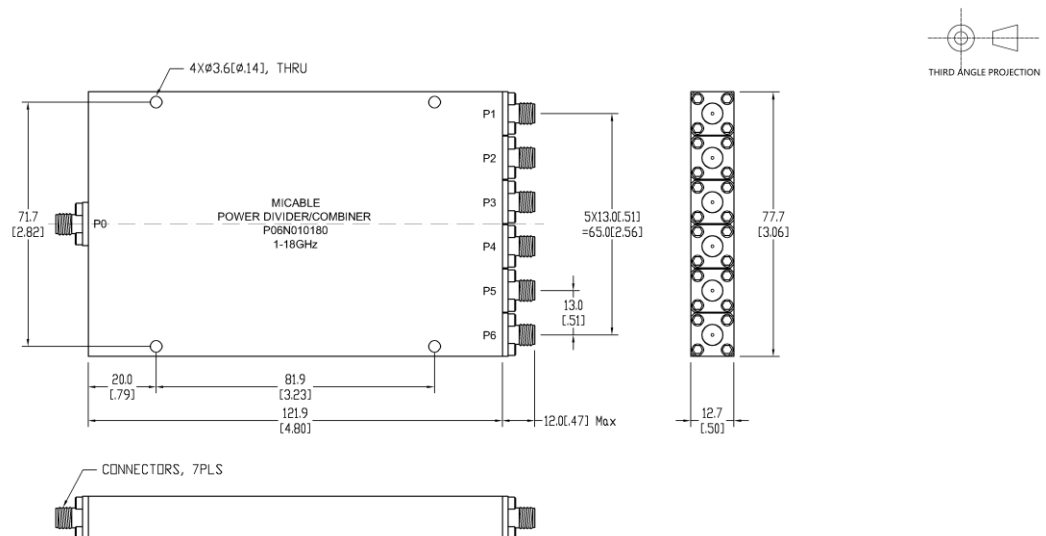 THIRD ANGLE PROJECTION
4XØ3.6[Ø.14], THRU
P1
P2
P3
P4
P5
P6
P0
MICABLE
POWER DIVIDER/COMBINER
P06N010180
1-18GHz
71.7
[2.82]
5X13.0[.51]
=65.0[2.56]
13.0
[.51]
77.7
[3.06]
20.0
[.79]
81.9
[3.23]
121.9
[4.80]
12.0[.47] Max
12.7
[.50]
CONNECTORS, 7PLS